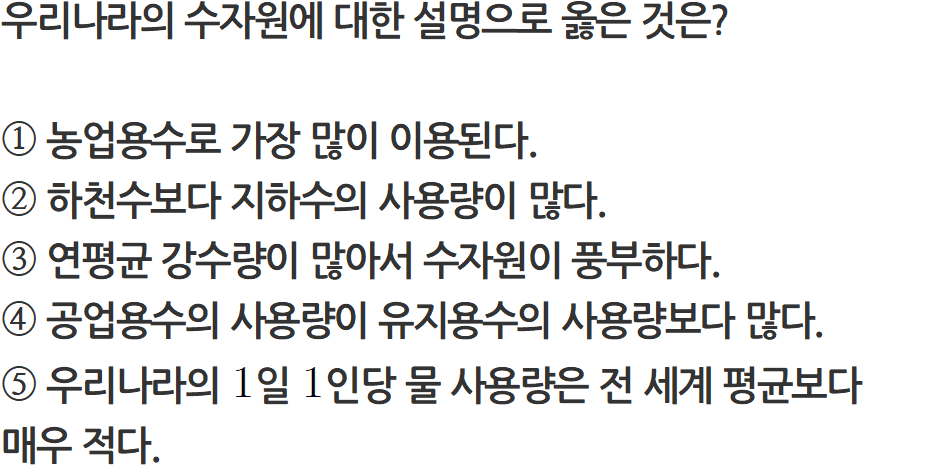 우리나라의 수자원에 대한 설명으로 옳은 것은?
① 농업용수로 가장 많이 이용된다.
② 하천수보다 지하수의 사용량이 많다.
③ 연평균 강수량이 많아서 수자원이 풍부하다.
④ 공업용수의 사용량이 유지용수의 사용량보다 많다.
⑤ 우리나라의 1일 1인당 물 사용량은 전 세계 평균보다
매우 적다.